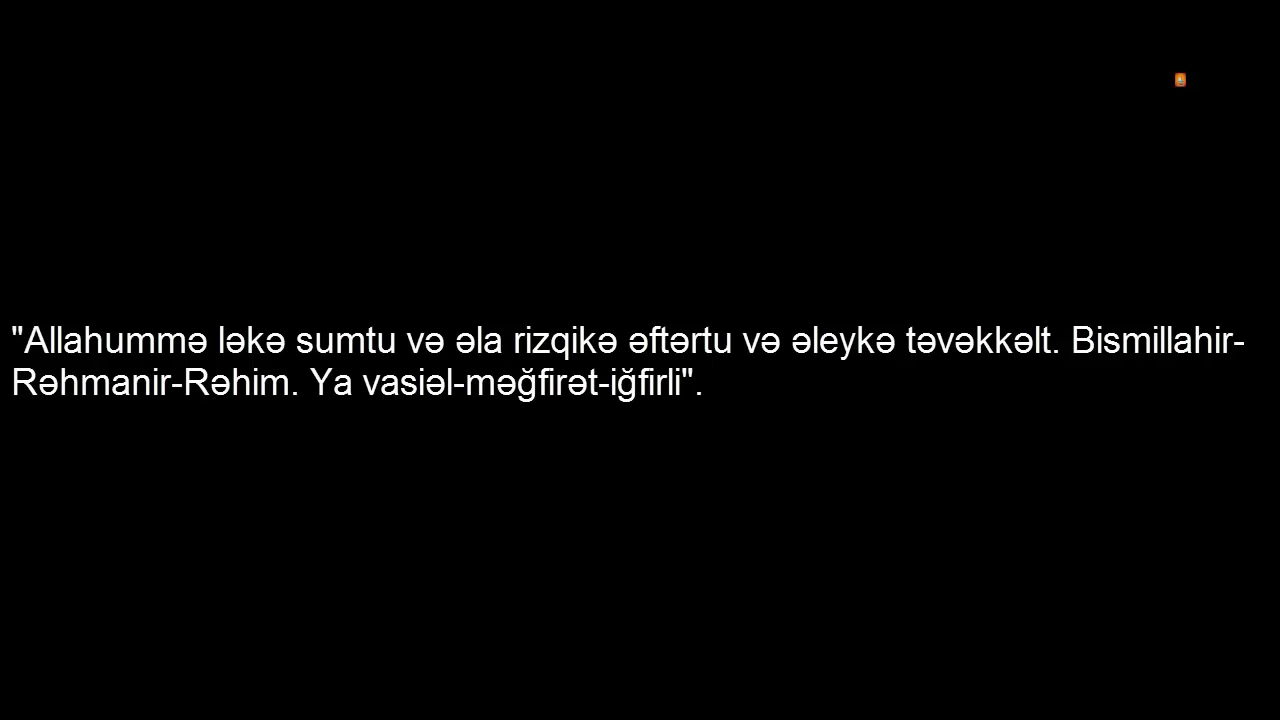 "Allahummə ləkə sumtu və əla rizqikə əftərtu və əleykə təvəkkəlt. Bismillahir-
Rəhmanir-Rəhim. Ya vasiəl-məğfirət-iğfirli".